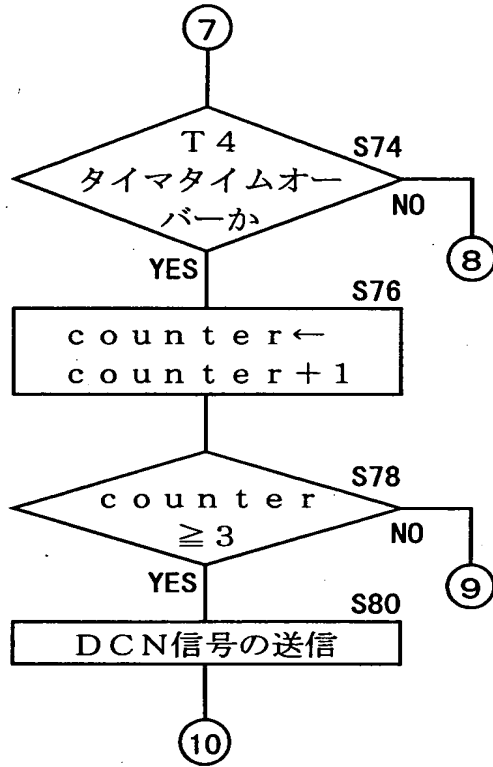 ⑦
T4
タイマタイムオー
バーか
S74
NO
⑧
YES
S76
counter←
counter+1
S78
counter
≧3
NO
⑨
YES
S80
DCN信号の送信
⑩